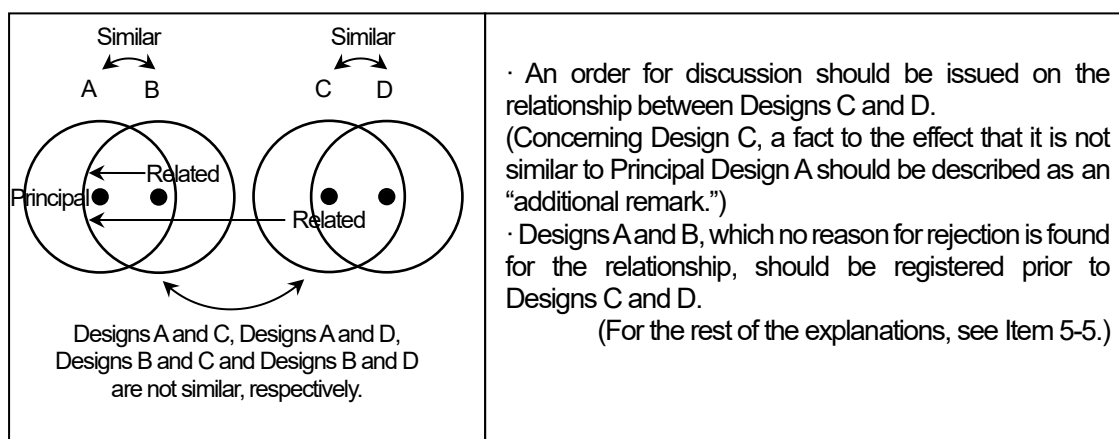 Similar Similar
A B C D
Related
Principal
Related
Designs A and C, Designs A and D,
Designs B and C and Designs B and D
are not similar, respectively.
· An order for discussion should be issued on the
relationship between Designs C and D.
(Concerning Design C, a fact to the effect that it is not
similar to Principal Design A should be described as an
“additional remark.”)
· Designs A and B, which no reason for rejection is found
for the relationship, should be registered prior to
Designs C and D.
(For the rest of the explanations, see Item 5-5.)